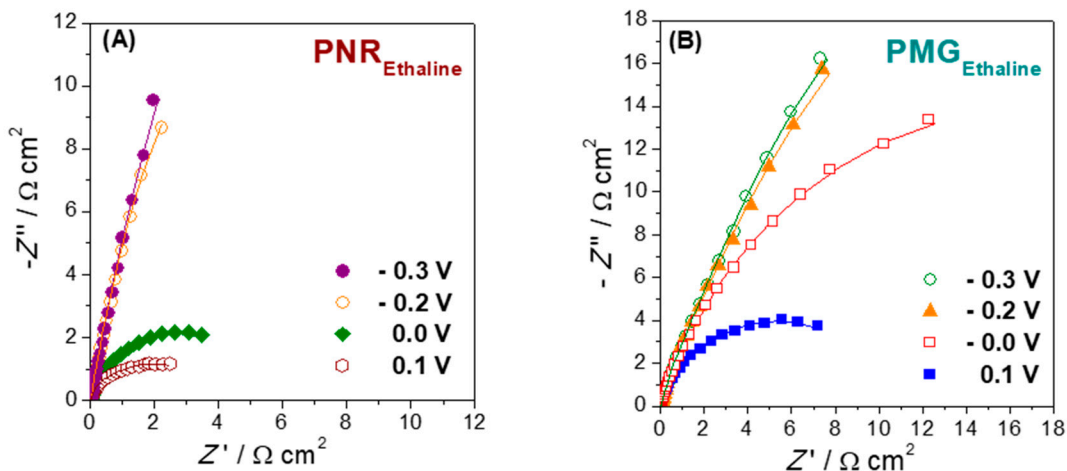 (A)
PNR Ethaline
-Z'' / Ω cm²
12
10
8
6
4
2
0
- 0.3 V
- 0.2 V
0.0 V
0.1 V
0 2 4 6 8 10 12
Z' / Ω cm²
(B)
PMG Ethaline
- Z'' / Ω cm²
18
16
14
12
10
8
6
4
2
0
- 0.3 V
- 0.2 V
- 0.0 V
0.1 V
0 2 4 6 8 10 12 14 16 18
Z' / Ω cm²